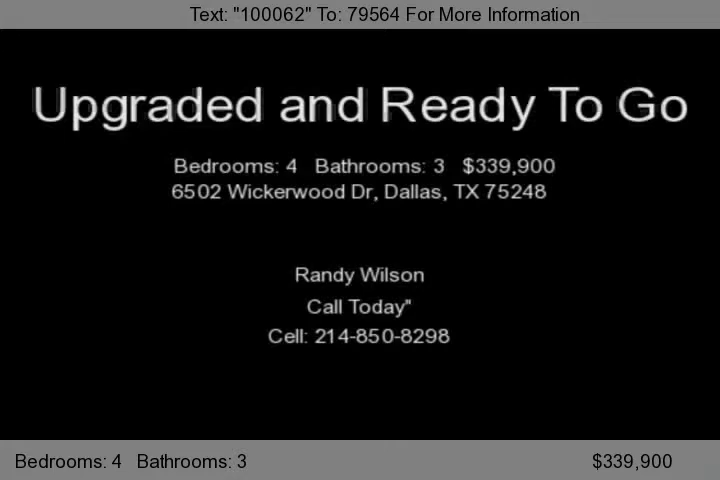 Text: "100062" To: 79564 For More Information
Upgraded and Ready To Go
Bedrooms: 4 Bathrooms: 3 $339,900
6502 Wickerwood Dr, Dallas, TX 75248
Randy Wilson
Call Today"
Cell: 214-850-8298
Bedrooms: 4 Bathrooms: 3 $339,900